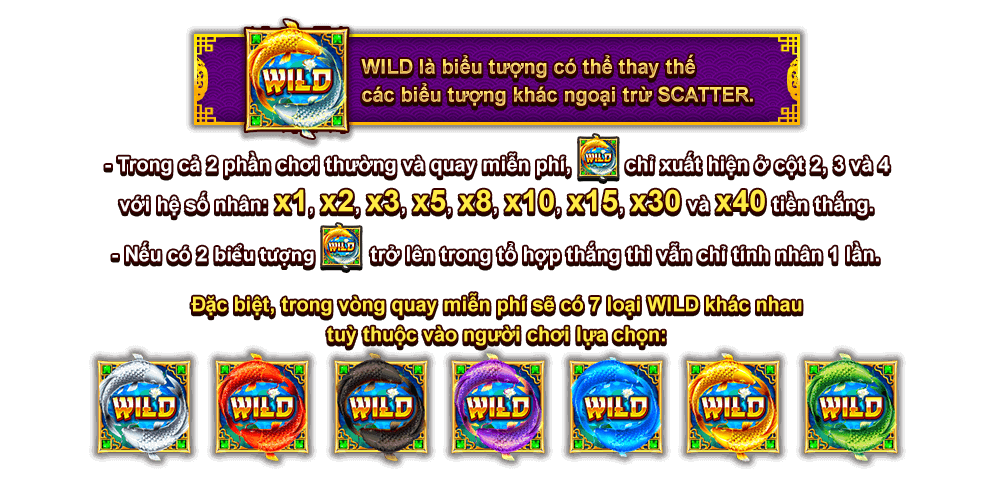 WILD
WILD là biểu tượng có thể thay thế
các biểu tượng khác ngoại trừ SCATTER.
- Trong cả 2 phần chơi thường và quay miễn phí, WILD chỉ xuất hiện ở cột 2, 3 và 4
với hệ số nhân: x1, x2, x3, x5, x8, x10, x15, x30 và x40 tiền thắng.
- Nếu có 2 biểu tượng WILD trở lên trong tổ hợp thắng thì vẫn chỉ tính nhân 1 lần.
Đặc biệt, trong vòng quay miễn phí sẽ có 7 loại WILD khác nhau
tuỳ thuộc vào người chơi lựa chọn:
WILD WILD WILD WILD WILD WILD WILD